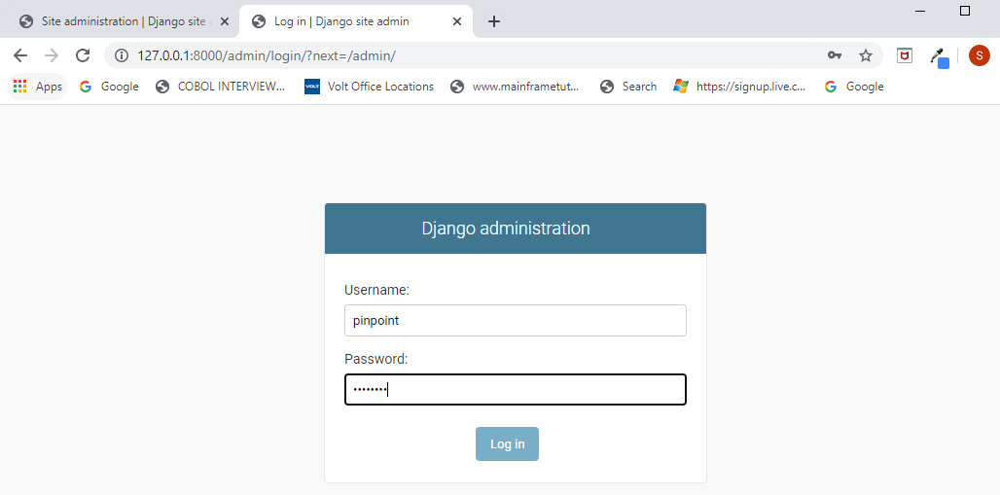 Site administration | Django site
Log in | Django site admin
127.0.0.1:8000/admin/login/?next=/admin/
S
Apps Google COBOL INTERVIEW... VOLT Volt Office Locations www.mainframetut... Search https://signup.live.c... Google
Django administration
Username:
pinpoint
Password:
••••••••
Log in